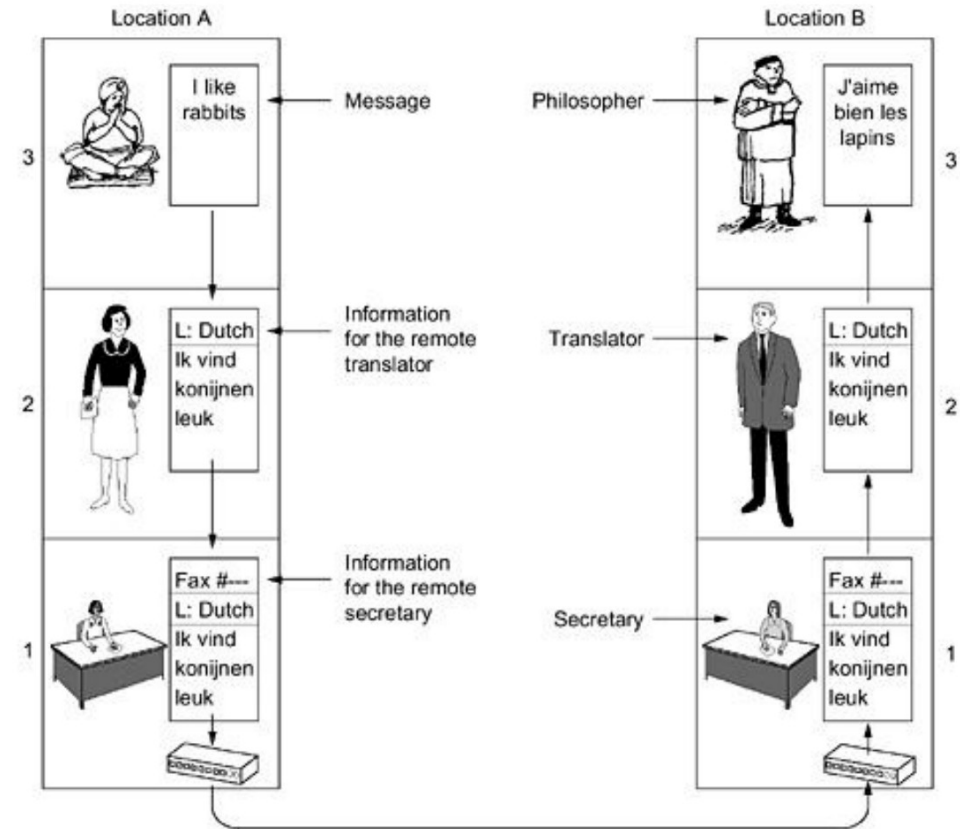 Location A
Location B
I like
rabbits
Message
Philosopher
J'aime
bien les
lapins
3
3
L: Dutch
Ik vind
konijnen
leuk
Information
for the remote
translator
Translator
L: Dutch
Ik vind
konijnen
leuk
2
2
Fax #---
L: Dutch
Ik vind
konijnen
leuk
Information
for the remote
secretary
Secretary
Fax #---
L: Dutch
Ik vind
konijnen
leuk
1
1